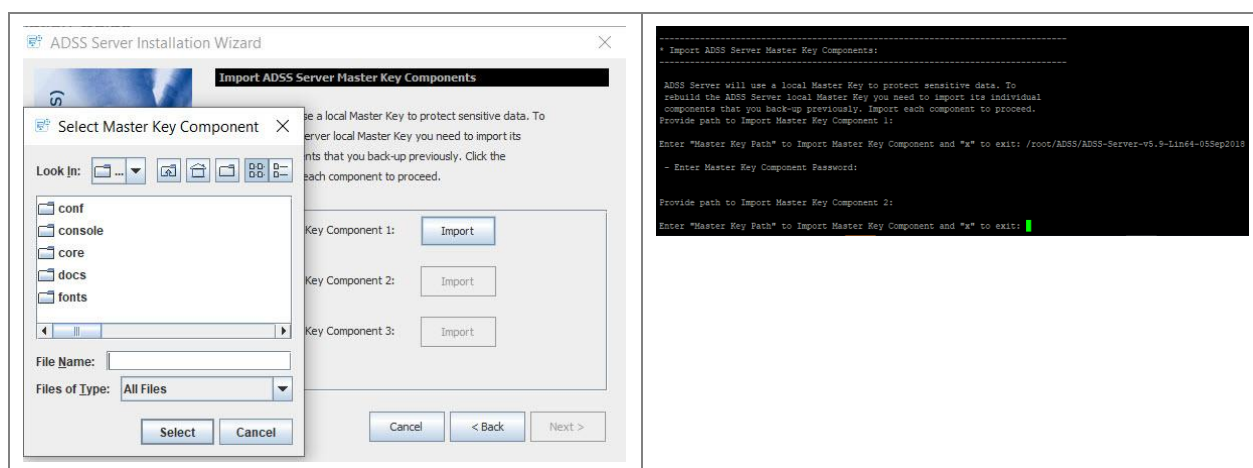 ADSS Server Installation Wizard
Import ADSS Server Master Key Components
se a local Master Key to protect sensitive data. To
erver local Master Key you need to import its
nts that you back-up previously. Click the
each component to proceed.
Key Component 1: Import
Key Component 2: Import
Key Component 3: Import
Cancel < Back Next >
Select Master Key Component
Look In: ...
conf
console
core
docs
fonts
File Name:
Files of Type: All Files
Select Cancel
* Import ADSS Server Master Key Components:
ADSS Server will use a local Master Key to protect sensitive data. To
rebuild the ADSS Server local Master Key you need to import its individual
components that you back-up previously. Import each component to proceed.
Provide path to Import Master Key Component 1:
Enter "Master Key Path" to Import Master Key Component and "x" to exit: /root/ADSS/ADSS-Server-v5.9-Lin64-05Sep2018
- Enter Master Key Component Password:
Provide path to Import Master Key Component 2:
Enter "Master Key Path" to Import Master Key Component and "x" to exit: